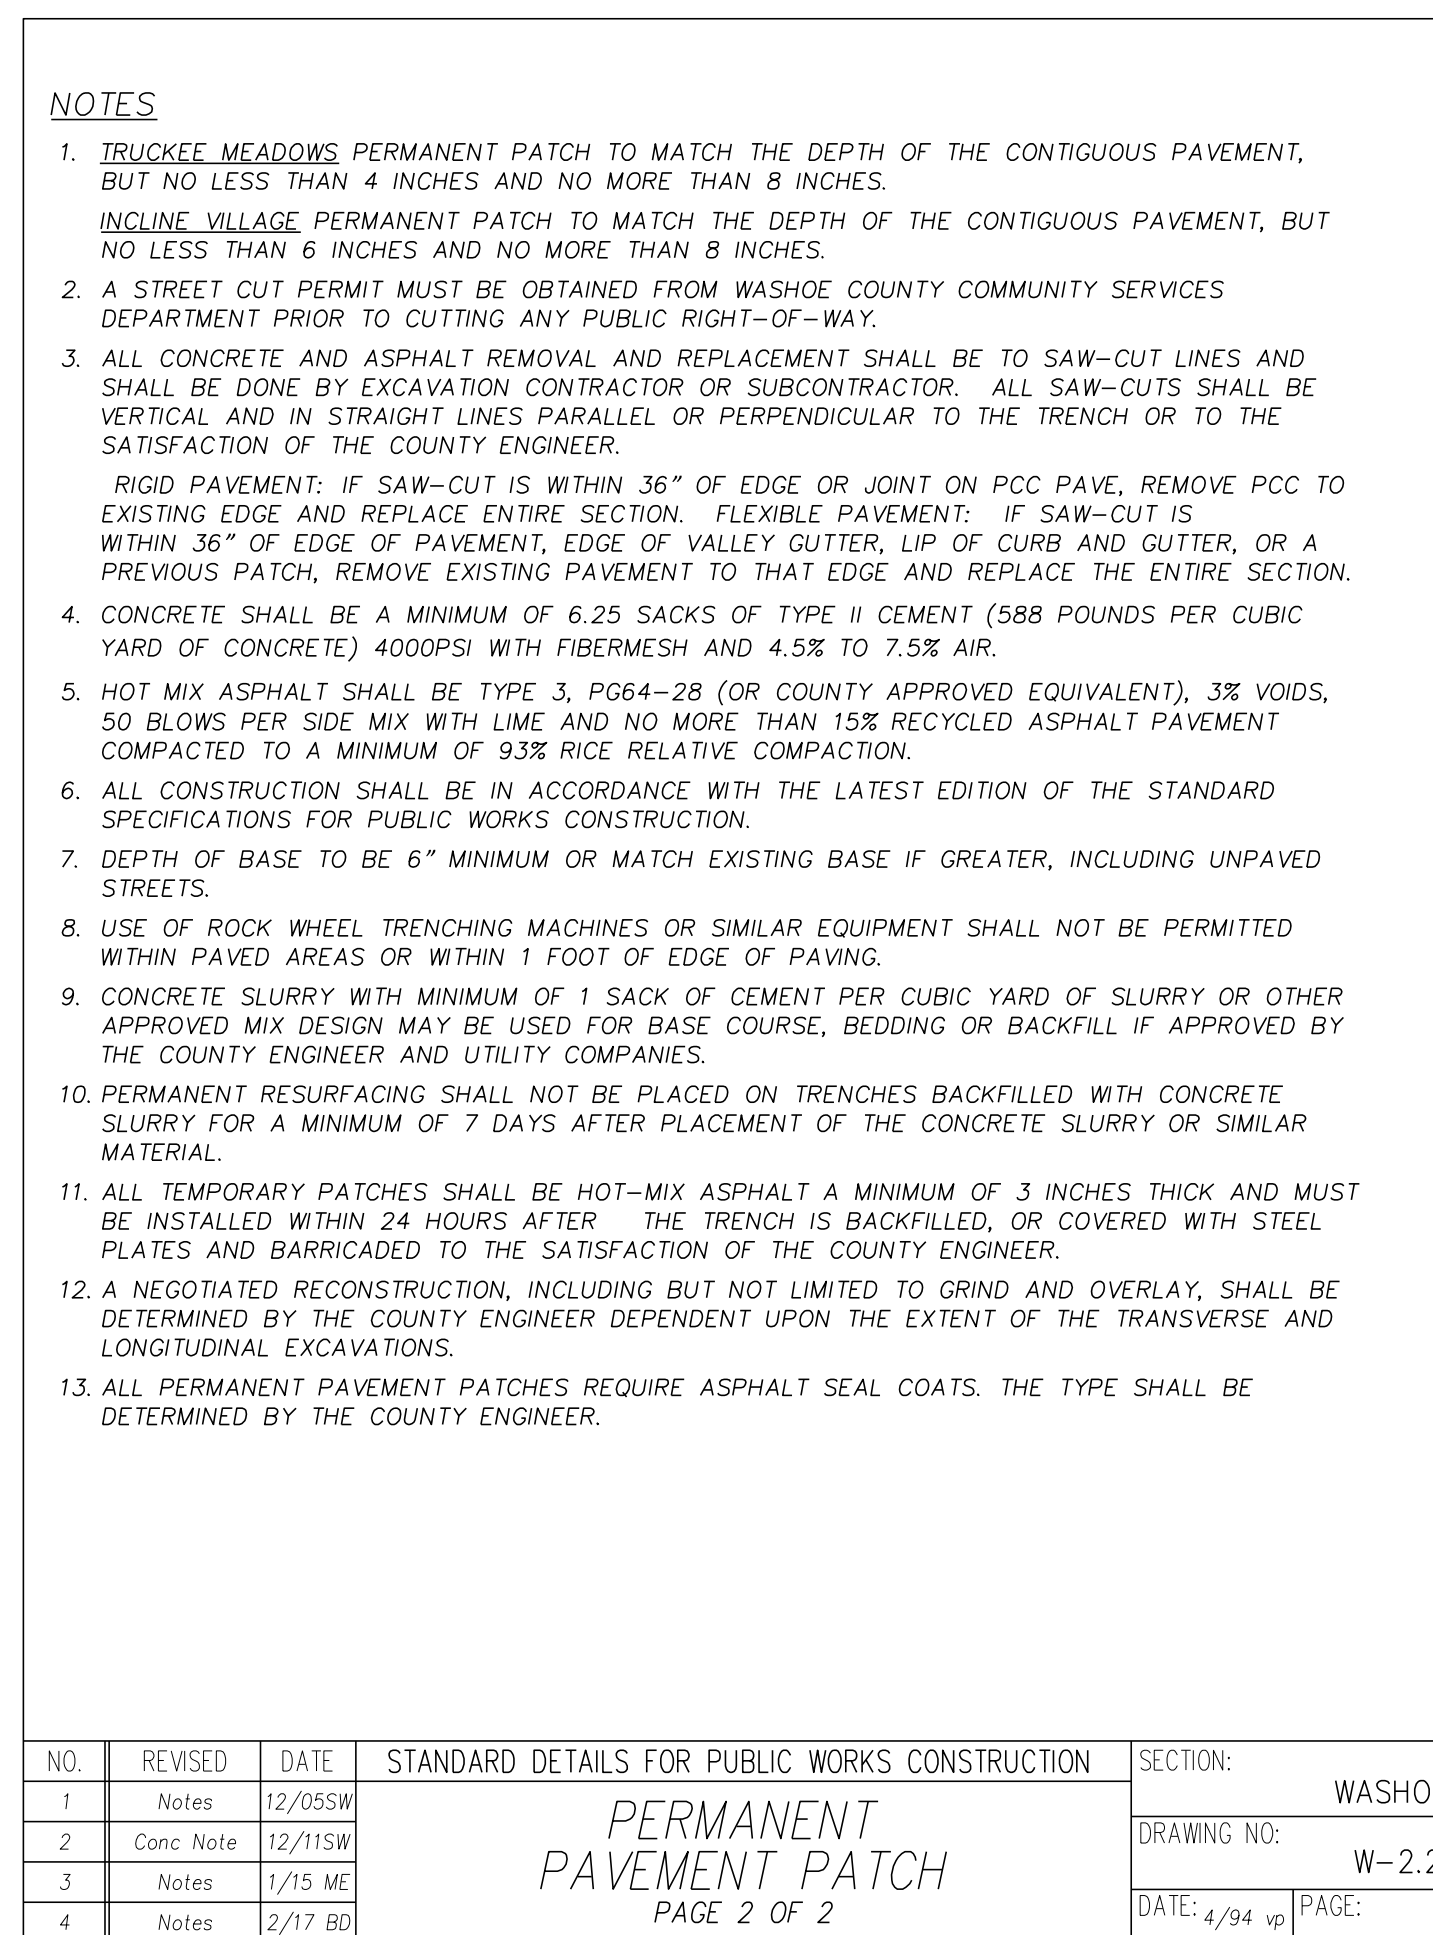 NOTES
1. TRUCKEE MEADOWS PERMANENT PATCH TO MATCH THE DEPTH OF THE CONTIGUOUS PAVEMENT,
BUT NO LESS THAN 4 INCHES AND NO MORE THAN 8 INCHES.
INCLINE VILLAGE PERMANENT PATCH TO MATCH THE DEPTH OF THE CONTIGUOUS PAVEMENT, BUT
NO LESS THAN 6 INCHES AND NO MORE THAN 8 INCHES.
2. A STREET CUT PERMIT MUST BE OBTAINED FROM WASHOE COUNTY COMMUNITY SERVICES
DEPARTMENT PRIOR TO CUTTING ANY PUBLIC RIGHT-OF-WAY.
3. ALL CONCRETE AND ASPHALT REMOVAL AND REPLACEMENT SHALL BE TO SAW-CUT LINES AND
SHALL BE DONE BY EXCAVATION CONTRACTOR OR SUBCONTRACTOR. ALL SAW-CUTS SHALL BE
VERTICAL AND IN STRAIGHT LINES PARALLEL OR PERPENDICULAR TO THE TRENCH OR TO THE
SATISFACTION OF THE COUNTY ENGINEER.
RIGID PAVEMENT: IF SAW-CUT IS WITHIN 36" OF EDGE OR JOINT ON PCC PAVE, REMOVE PCC TO
EXISTING EDGE AND REPLACE ENTIRE SECTION. FLEXIBLE PAVEMENT: IF SAW-CUT IS
WITHIN 36" OF EDGE OF PAVEMENT, EDGE OF VALLEY GUTTER, LIP OF CURB AND GUTTER, OR A
PREVIOUS PATCH, REMOVE EXISTING PAVEMENT TO THAT EDGE AND REPLACE THE ENTIRE SECTION.
4. CONCRETE SHALL BE A MINIMUM OF 6.25 SACKS OF TYPE II CEMENT (588 POUNDS PER CUBIC
YARD OF CONCRETE) 4000PSI WITH FIBERMESH AND 4.5% TO 7.5% AIR.
5. HOT MIX ASPHALT SHALL BE TYPE 3, PG64-28 (OR COUNTY APPROVED EQUIVALENT), 3% VOIDS,
50 BLOWS PER SIDE MIX WITH LIME AND NO MORE THAN 15% RECYCLED ASPHALT PAVEMENT
COMPACTED TO A MINIMUM OF 93% RICE RELATIVE COMPACTION.
6. ALL CONSTRUCTION SHALL BE IN ACCORDANCE WITH THE LATEST EDITION OF THE STANDARD
SPECIFICATIONS FOR PUBLIC WORKS CONSTRUCTION.
7. DEPTH OF BASE TO BE 6" MINIMUM OR MATCH EXISTING BASE IF GREATER, INCLUDING UNPAVED
STREETS.
8. USE OF ROCK WHEEL TRENCHING MACHINES OR SIMILAR EQUIPMENT SHALL NOT BE PERMITTED
WITHIN PAVED AREAS OR WITHIN 1 FOOT OF EDGE OF PAVING.
9. CONCRETE SLURRY WITH MINIMUM OF 1 SACK OF CEMENT PER CUBIC YARD OF SLURRY OR OTHER
APPROVED MIX DESIGN MAY BE USED FOR BASE COURSE, BEDDING OR BACKFILL IF APPROVED BY
THE COUNTY ENGINEER AND UTILITY COMPANIES.
10. PERMANENT RESURFACING SHALL NOT BE PLACED ON TRENCHES BACKFILLED WITH CONCRETE
SLURRY FOR A MINIMUM OF 7 DAYS AFTER PLACEMENT OF THE CONCRETE SLURRY OR SIMILAR
MATERIAL.
11. ALL TEMPORARY PATCHES SHALL BE HOT-MIX ASPHALT A MINIMUM OF 3 INCHES THICK AND MUST
BE INSTALLED WITHIN 24 HOURS AFTER THE TRENCH IS BACKFILLED, OR COVERED WITH STEEL
PLATES AND BARRICADED TO THE SATISFACTION OF THE COUNTY ENGINEER.
12. A NEGOTIATED RECONSTRUCTION, INCLUDING BUT NOT LIMITED TO GRIND AND OVERLAY, SHALL BE
DETERMINED BY THE COUNTY ENGINEER DEPENDENT UPON THE EXTENT OF THE TRANSVERSE AND
LONGITUDINAL EXCAVATIONS.
13. ALL PERMANENT PAVEMENT PATCHES REQUIRE ASPHALT SEAL COATS. THE TYPE SHALL BE
DETERMINED BY THE COUNTY ENGINEER.
NO. REVISED DATE
1 Notes 12/05SW
2 Conc Note 12/11SW
3 Notes 1/15 ME
4 Notes 2/17 BD
STANDARD DETAILS FOR PUBLIC WORKS CONSTRUCTION
PERMANENT
PAVEMENT PATCH
PAGE 2 OF 2
SECTION:
WASHO
DRAWING NO:
W-2.2
DATE: 4/94 vp PAGE: